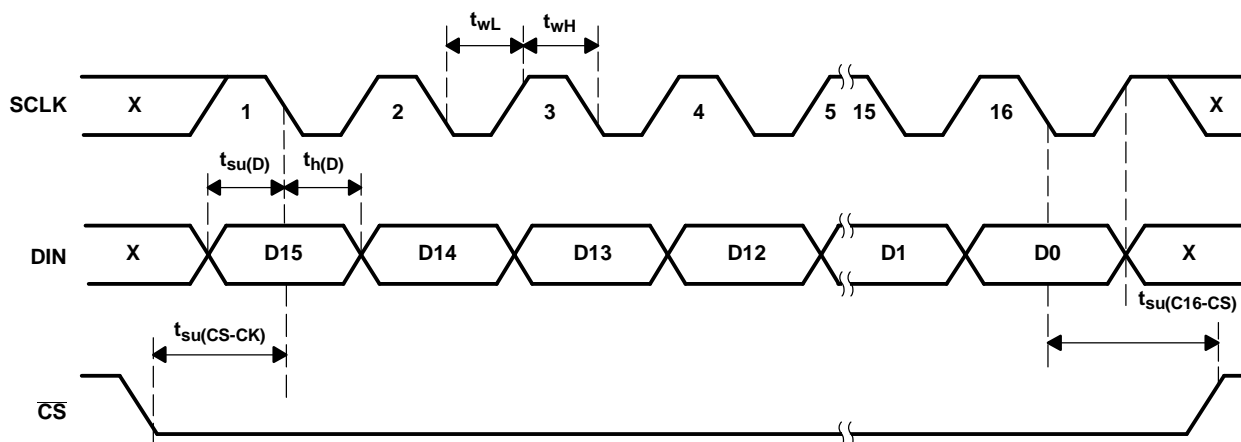 twL twH
SCLK X 1 2 3 4 5 15 16 X
tsu(D) th(D)
DIN X D15 D14 D13 D12 D1 D0 X
tsu(C16-CS)
tsu(CS-CK)
CS